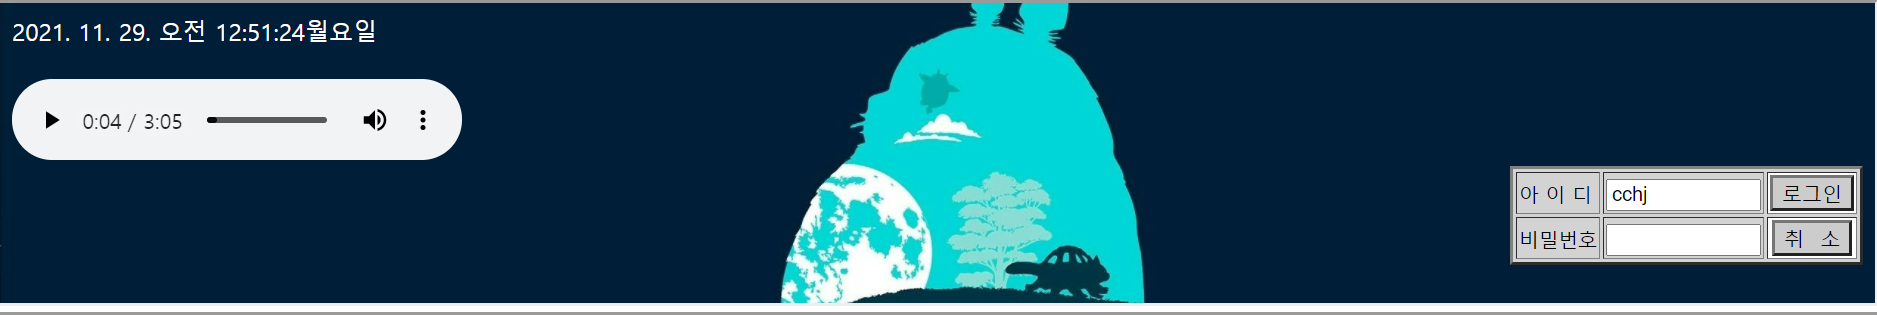 2021. 11. 29. 오전 12:51:24월요일
0:04 / 3:05
아 이 디 cchj 로그인
비밀번호 취 소